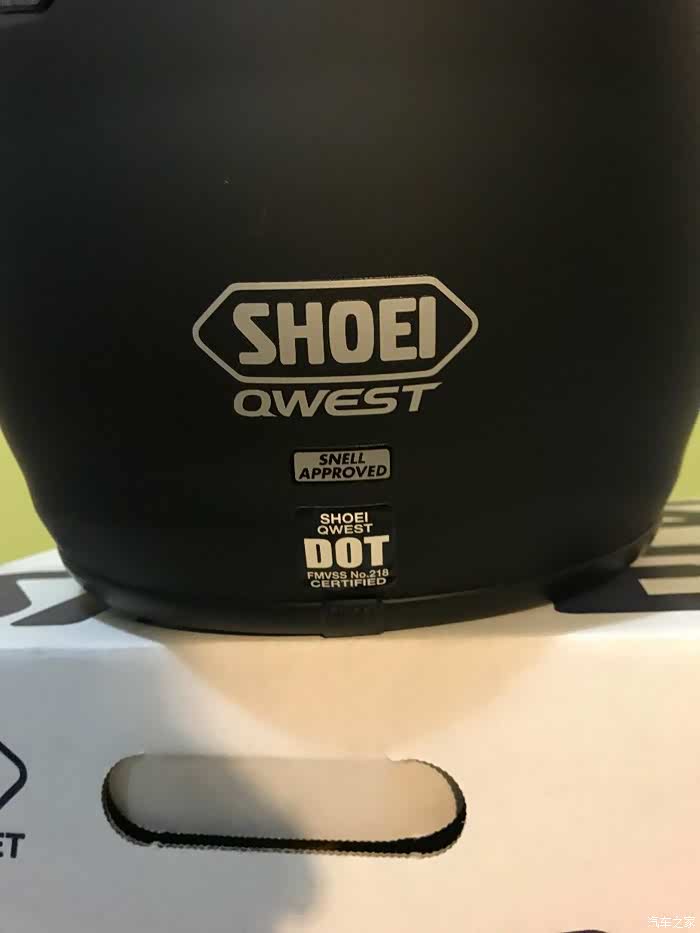 SHOEI
QWEST
SNELL
APPROVED
SHOEI
QWEST
DOT
FMVSS No.218
CERTIFIED
ET
汽车之家